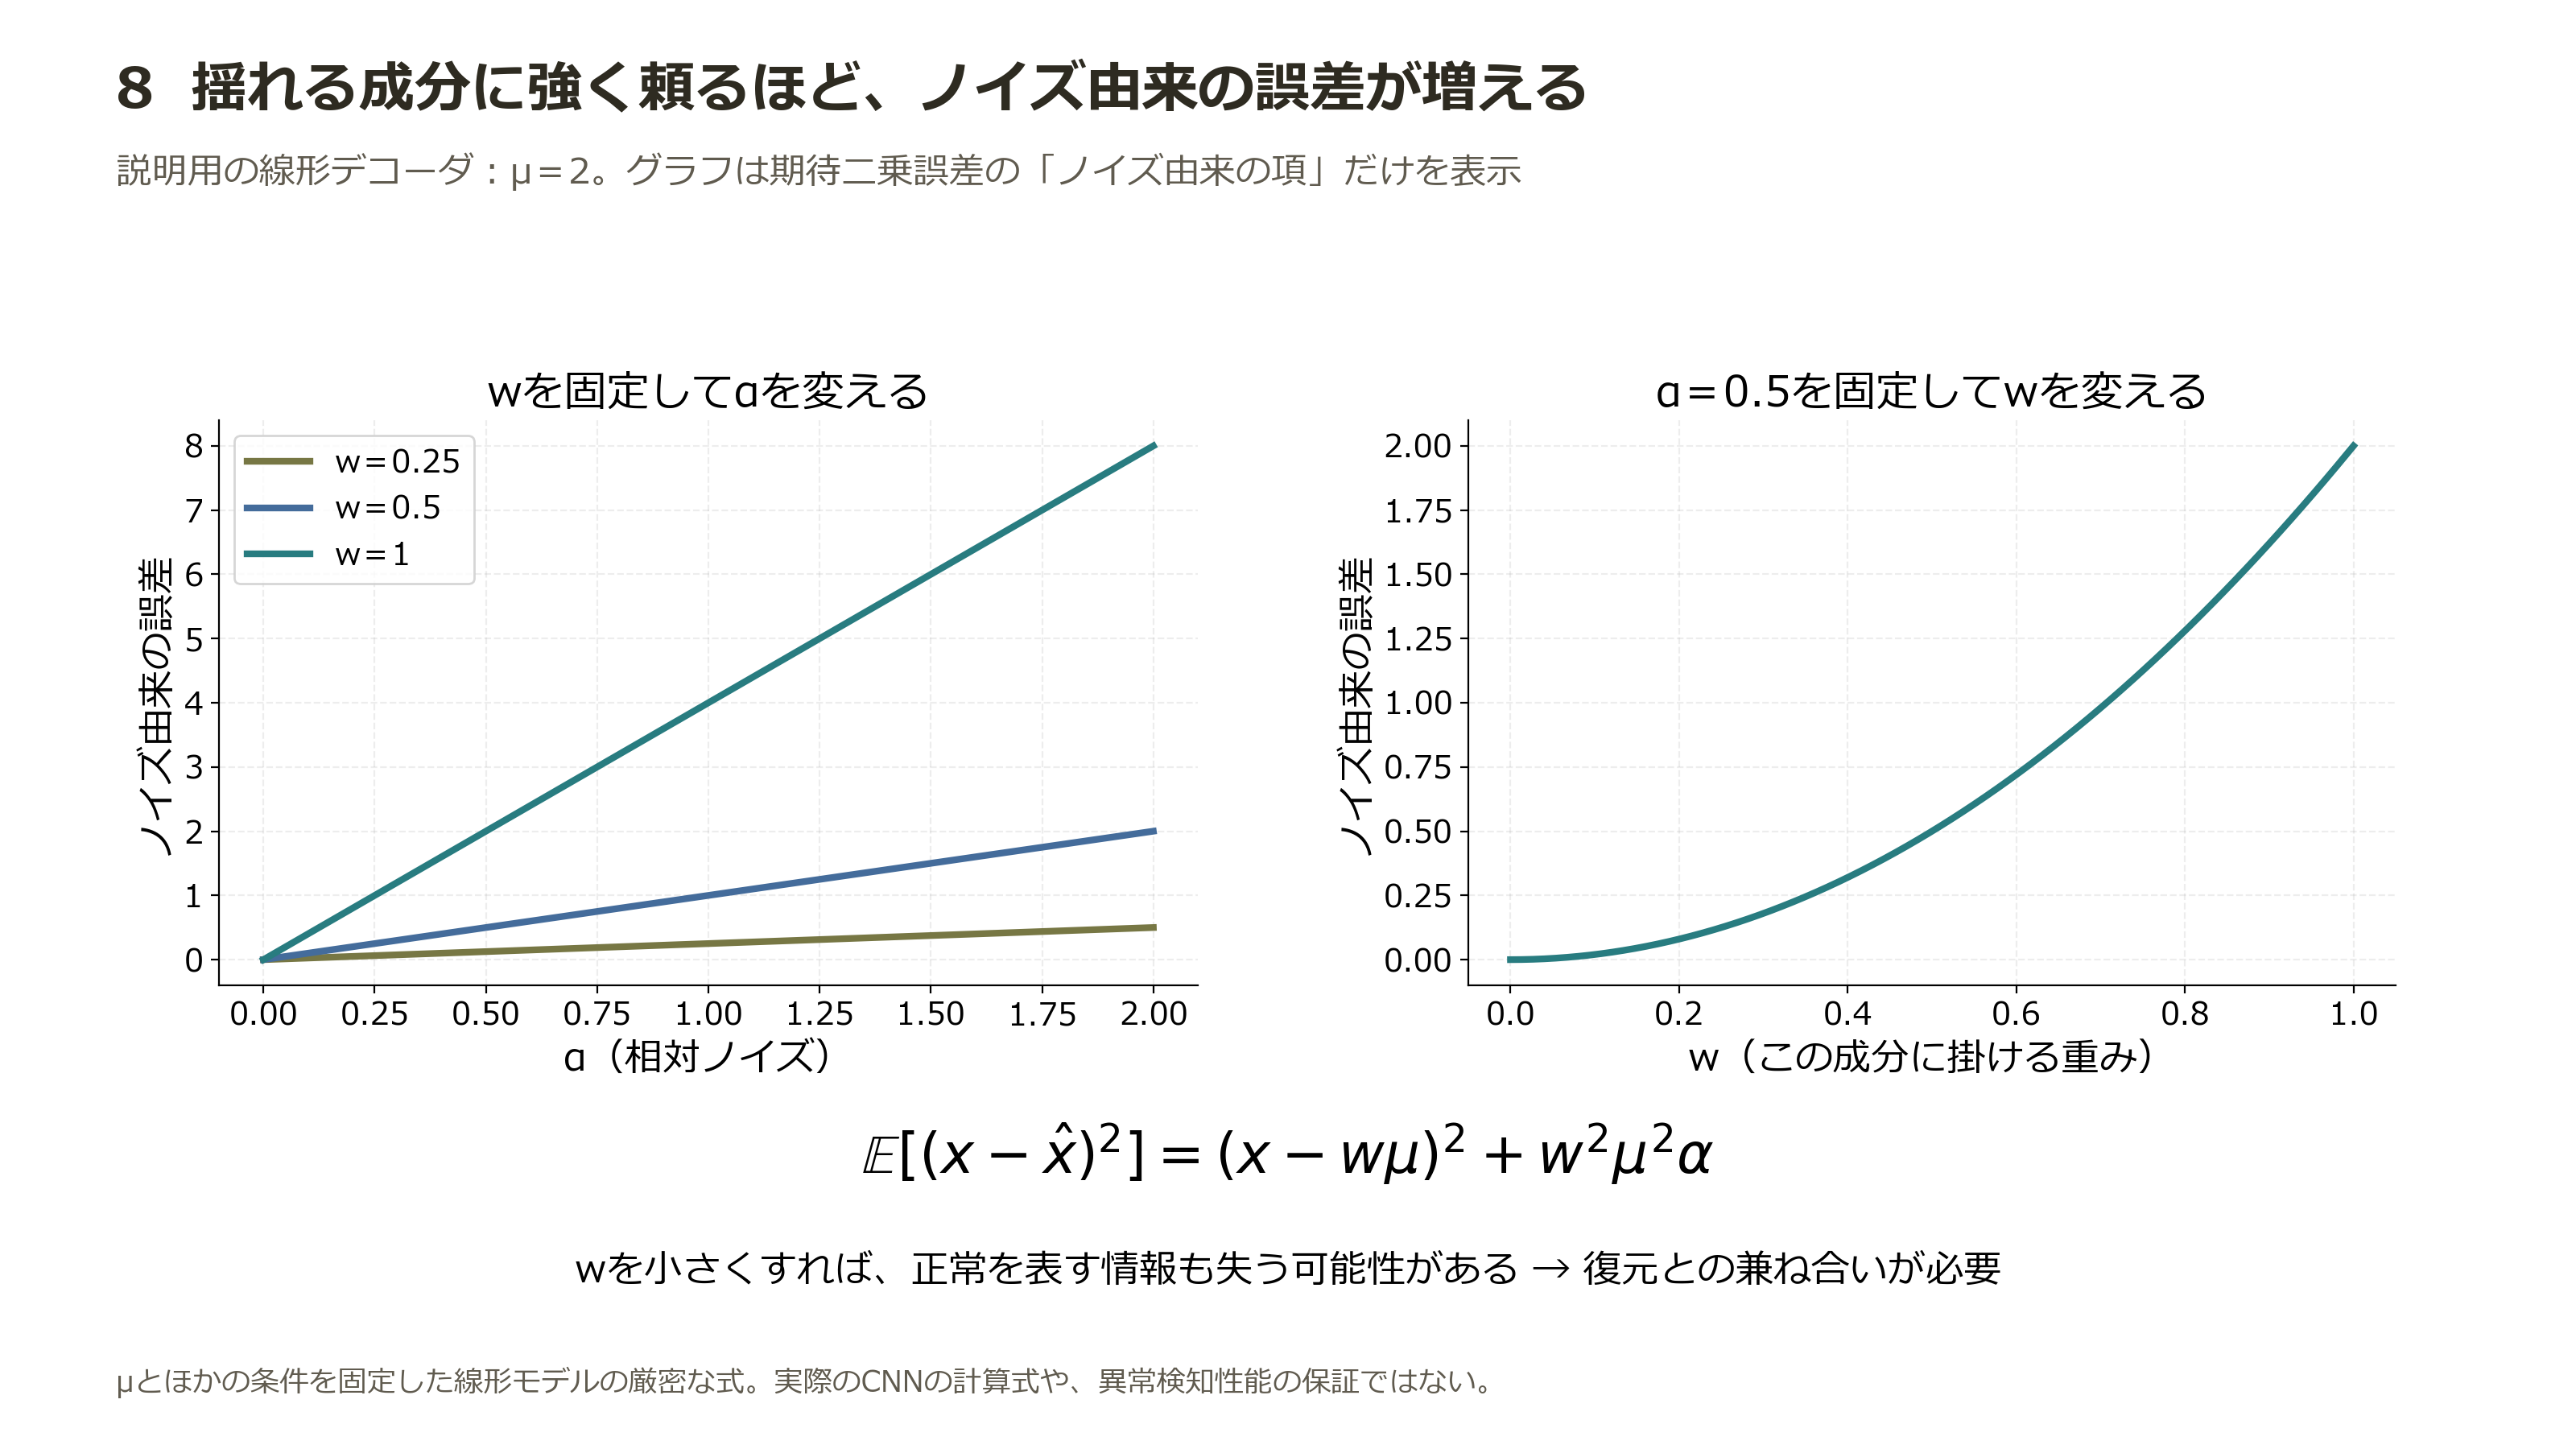 8 揺れる成分に強く頼るほど、ノイズ由来の誤差が増える
説明用の線形デコーダ：μ＝2。グラフは期待二乗誤差の「ノイズ由来の項」だけを表示
wを固定してαを変える
ノイズ由来の誤差
8
7
6
5
4
3
2
1
0
w＝0.25
w＝0.5
w＝1
0.00 0.25 0.50 0.75 1.00 1.25 1.50 1.75 2.00
α（相対ノイズ）
α＝0.5を固定してwを変える
ノイズ由来の誤差
2.00
1.75
1.50
1.25
1.00
0.75
0.50
0.25
0.00
0.0 0.2 0.4 0.6 0.8 1.0
w（この成分に掛ける重み）
𝔼[(x − x̂)² ] = (x − wμ)² + w²μ²α
wを小さくすれば、正常を表す情報も失う可能性がある → 復元との兼ね合いが必要
μとほかの条件を固定した線形モデルの厳密な式。実際のCNNの計算式や、異常検知性能の保証ではない。